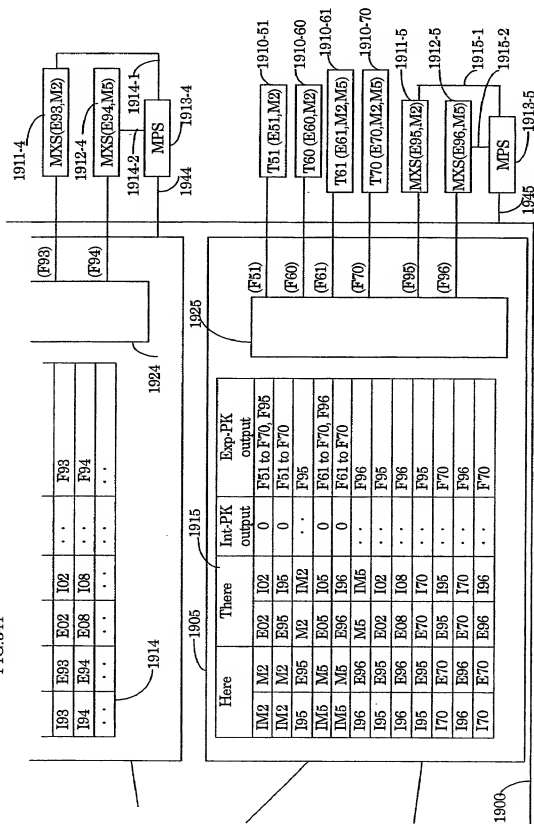 1911-4
MXS(E93,M2)
(F93)
1912-4
MXS(E94,M5)
(F94)
1914-1
1914-2
MPS
1913-4
1944
1924
I93 E93 E02 I02 . . F93
I94 E94 E08 I08 . . F94
. . . . . . . . . . . .
1914
1905
1915
1925
Here There Int-PK output Exp-PK output
IM2 M2 E02 I02 0 F51 to F70, F95
IM2 M2 E95 I95 0 F51 to F70
I95 E95 M2 IM2 . . F95
IM5 M5 E05 I05 0 F61 to F70, F96
IM5 M5 E96 I96 0 F61 to F70
I96 E96 M5 IM5 . . F96
I95 E95 E02 I02 . . F95
I96 E96 E08 I08 . . F96
I95 E95 E70 I70 . . F95
I70 E70 E95 I95 . . F70
I96 E96 E70 I70 . . F96
I70 E70 E96 I96 . . F70
(F51)
T51 (E51,M2)
1910-51
(F60)
T60 (E60,M2)
1910-60
(F61)
T61 (E61,M2,M5)
1910-61
(F70)
T70 (E70,M2,M5)
1910-70
(F95)
MXS(E95,M2)
1911-5
(F96)
MXS(E96,M5)
1912-5
1915-1
1915-2
MPS
1913-5
1945
1900